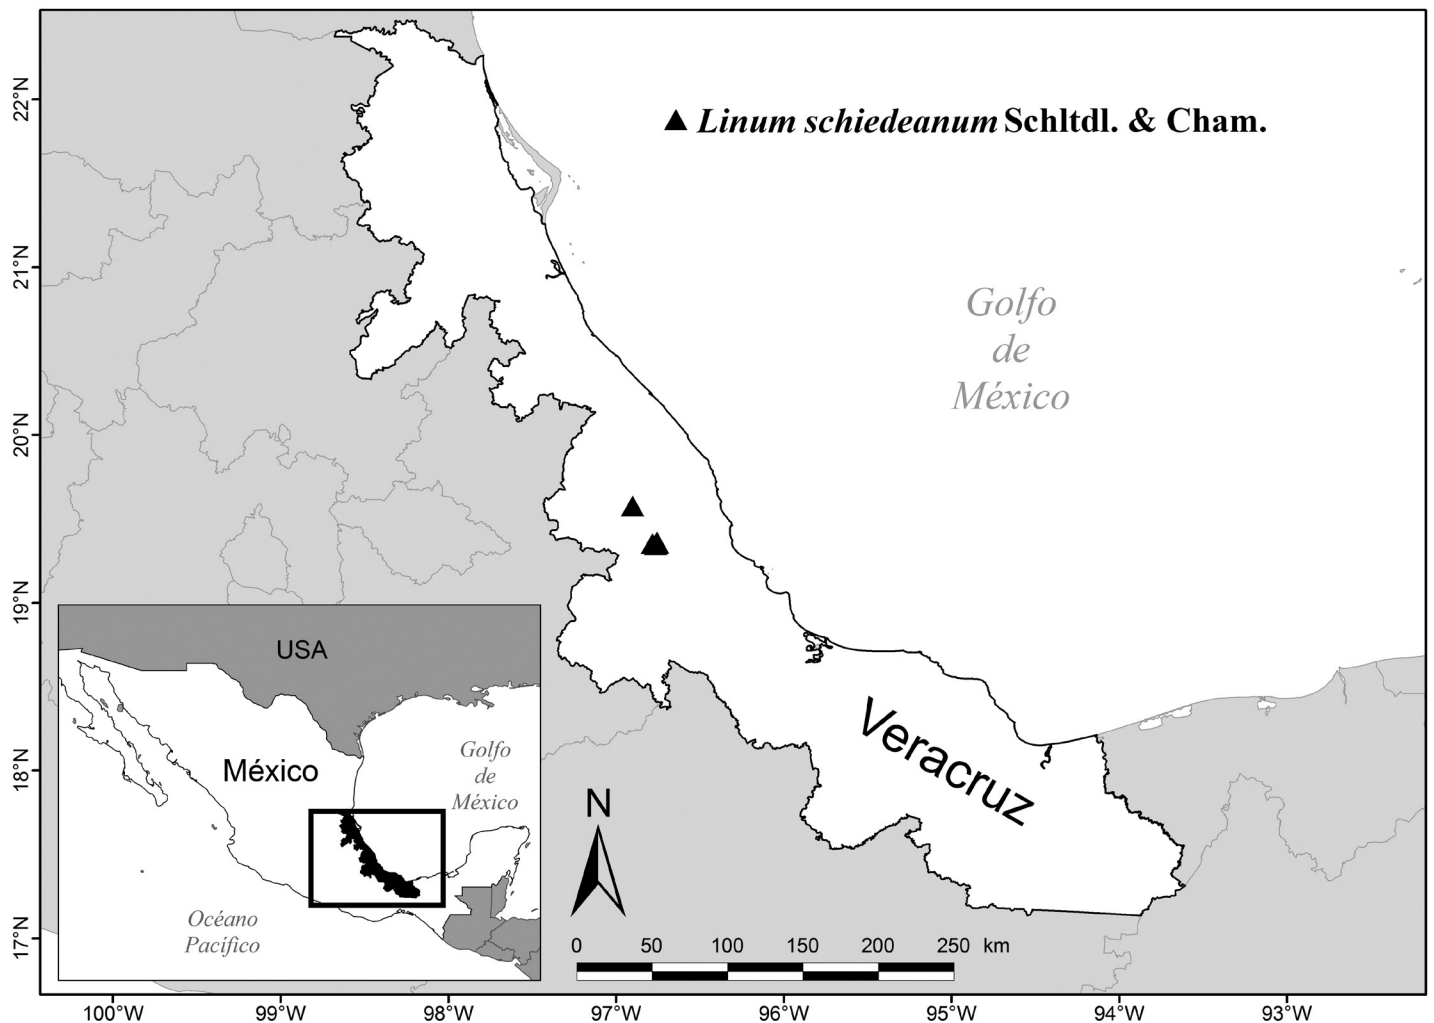 22°N
21°N
20°N
19°N
18°N
17°N
▲ Linum schiedeanum Schltdl. & Cham.
Golfo
de
México
Veracruz
USA
México
Golfo
de
México
Océano
Pacífico
N
0 50 100 150 200 250 km
100°W 99°W 98°W 97°W 96°W 95°W 94°W 93°W